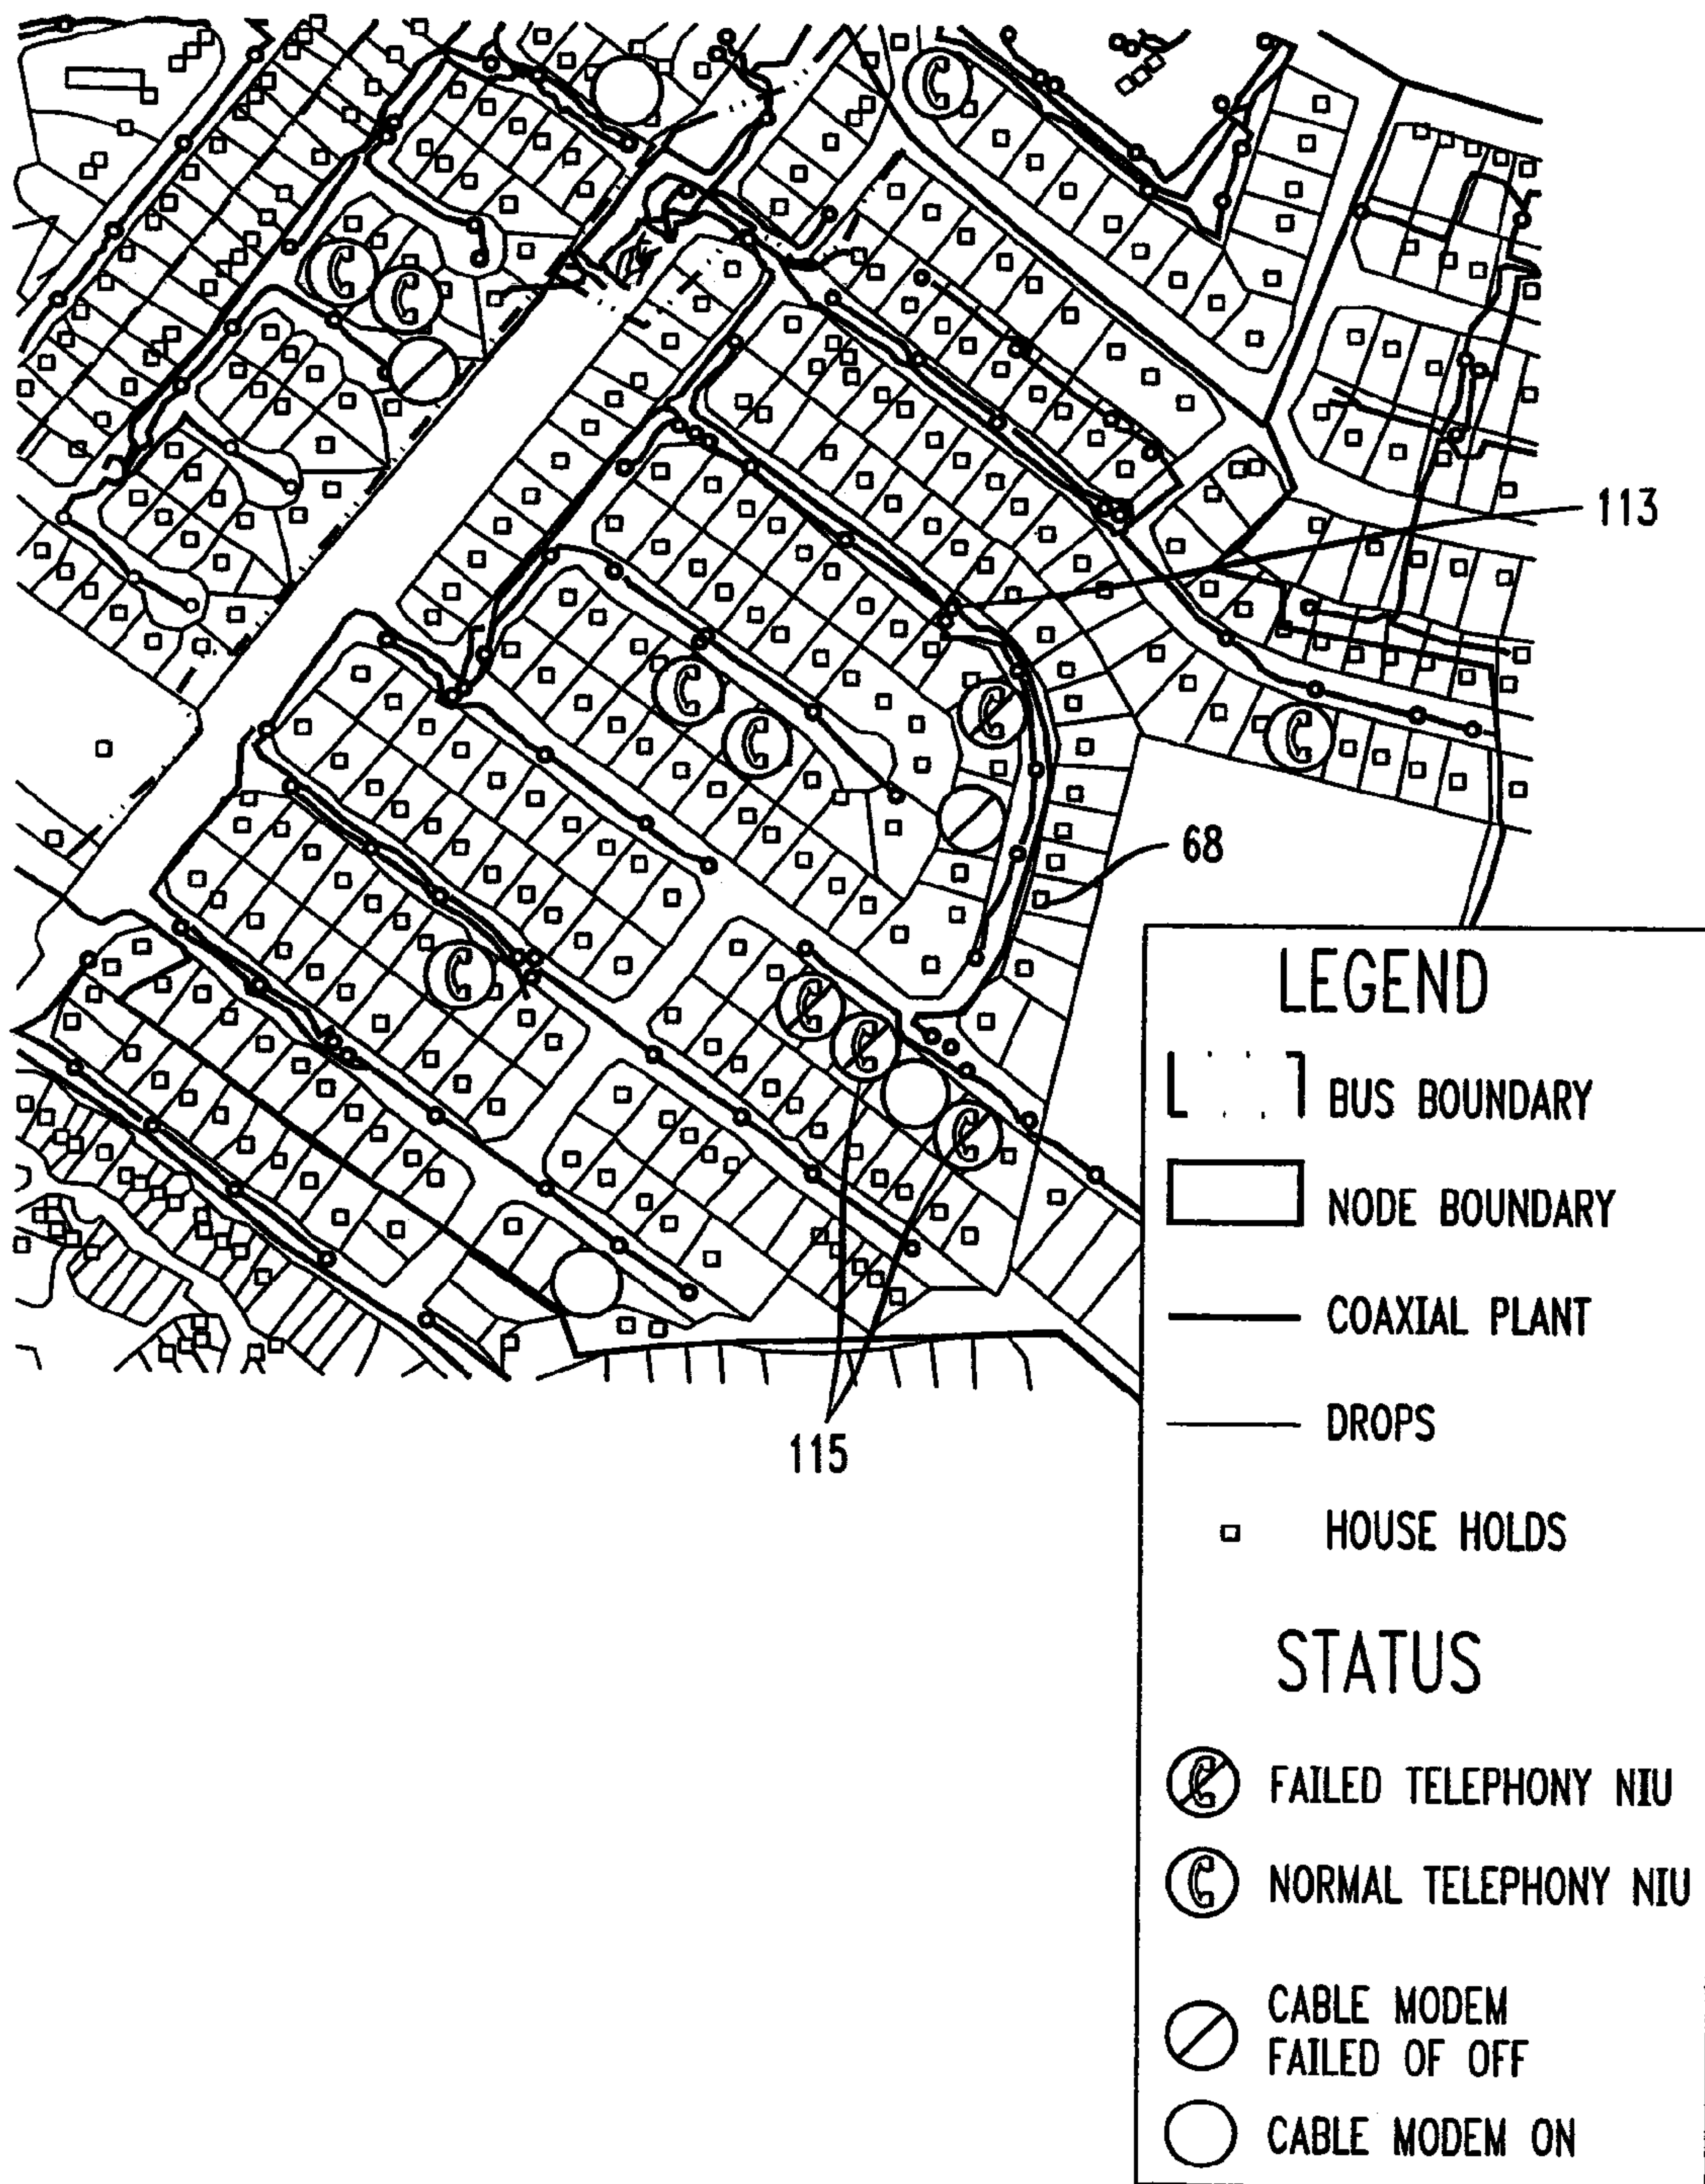 113
68
115
LEGEND
BUS BOUNDARY
NODE BOUNDARY
COAXIAL PLANT
DROPS
HOUSE HOLDS
STATUS
FAILED TELEPHONY NIU
NORMAL TELEPHONY NIU
CABLE MODEM
FAILED OF OFF
CABLE MODEM ON